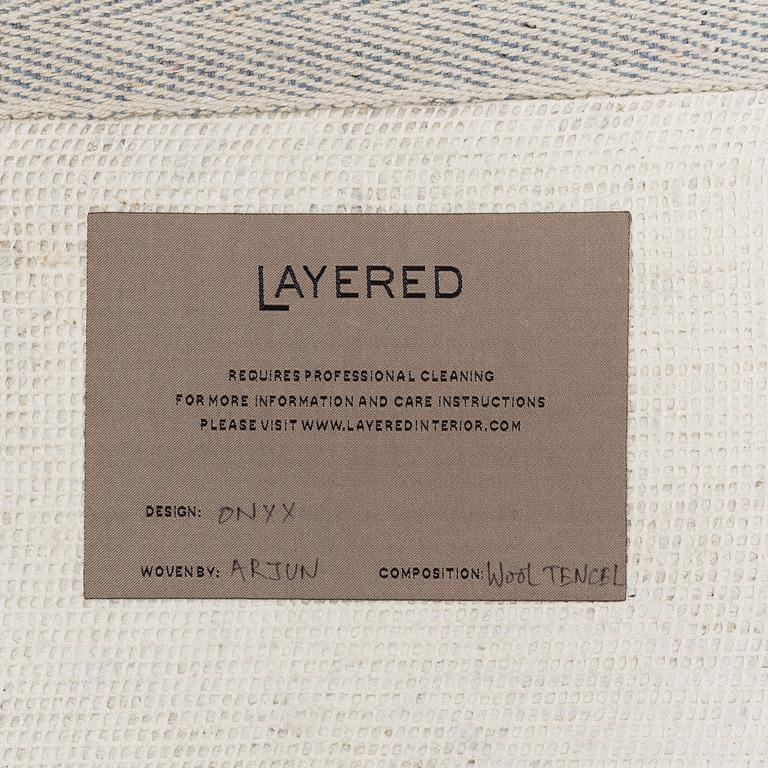 LAYERED
REQUIRES PROFESSIONAL CLEANING
FOR MORE INFORMATION AND CARE INSTRUCTIONS
PLEASE VISIT WWW.LAYEREDINTERIOR.COM
DESIGN: ONYX
WOVEN BY: ARJUN COMPOSITION: WOOL TENCEL